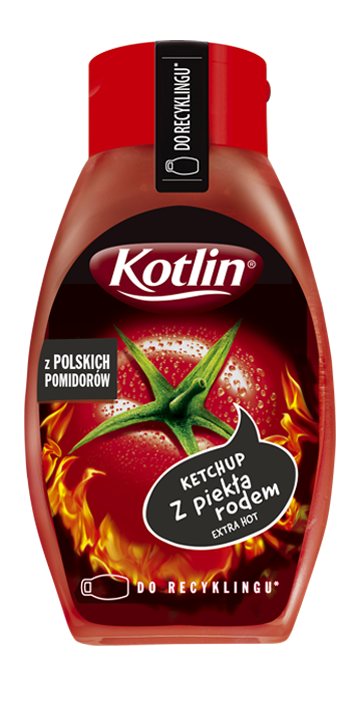 DO RECYKLINGU*
Kotlin®
z POLSKICH
POMIDORÓW
KETCHUP
Z piekła
rodem
EXTRA HOT
DO RECYKLINGU*